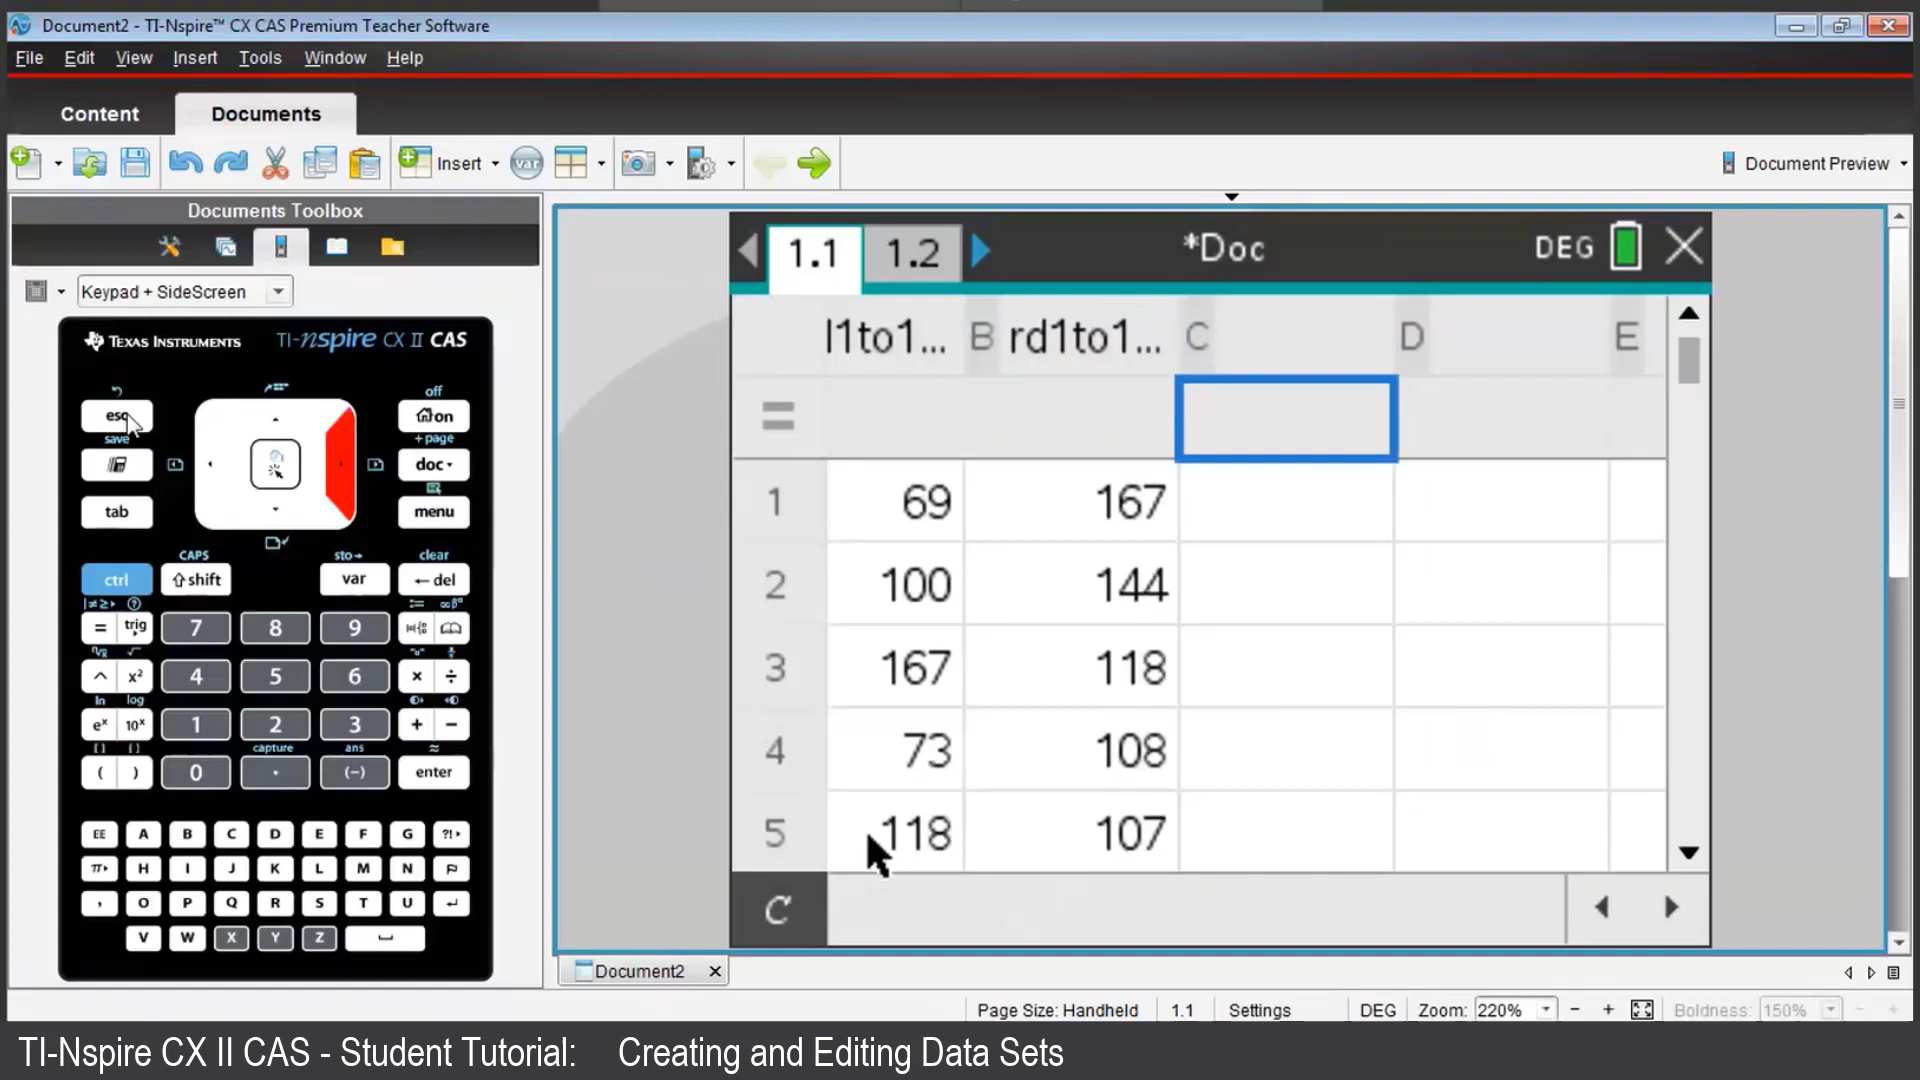 Document2 - TI-Nspire™ CX CAS Premium Teacher Software
File Edit View Insert Tools Window Help
Content Documents
Insert var Document Preview
Documents Toolbox
Keypad + SideScreen
TEXAS INSTRUMENTS TI-nspire CX II CAS
off
esc on
save +page
doc
tab menu
CAPS sto→ clear
ctrl shift var ←del
= trig 7 8 9
^ x² 4 5 6 × ÷
ln log
eˣ 10ˣ 1 2 3 + −
[ ] { } capture ans ≈
( ) 0 . (−) enter
EE A B C D E F G ?!▸
π▸ H I J K L M N
, O P Q R S T U
V W X Y Z
1.1 1.2 *Doc DEG
l1to1... B rd1to1... C D E
=
1 69 167
2 100 144
3 167 118
4 73 108
5 118 107
C
Document2
Page Size: Handheld 1.1 Settings DEG Zoom: 220% − + Boldness: 150% − +
TI-Nspire CX II CAS - Student Tutorial: Creating and Editing Data Sets